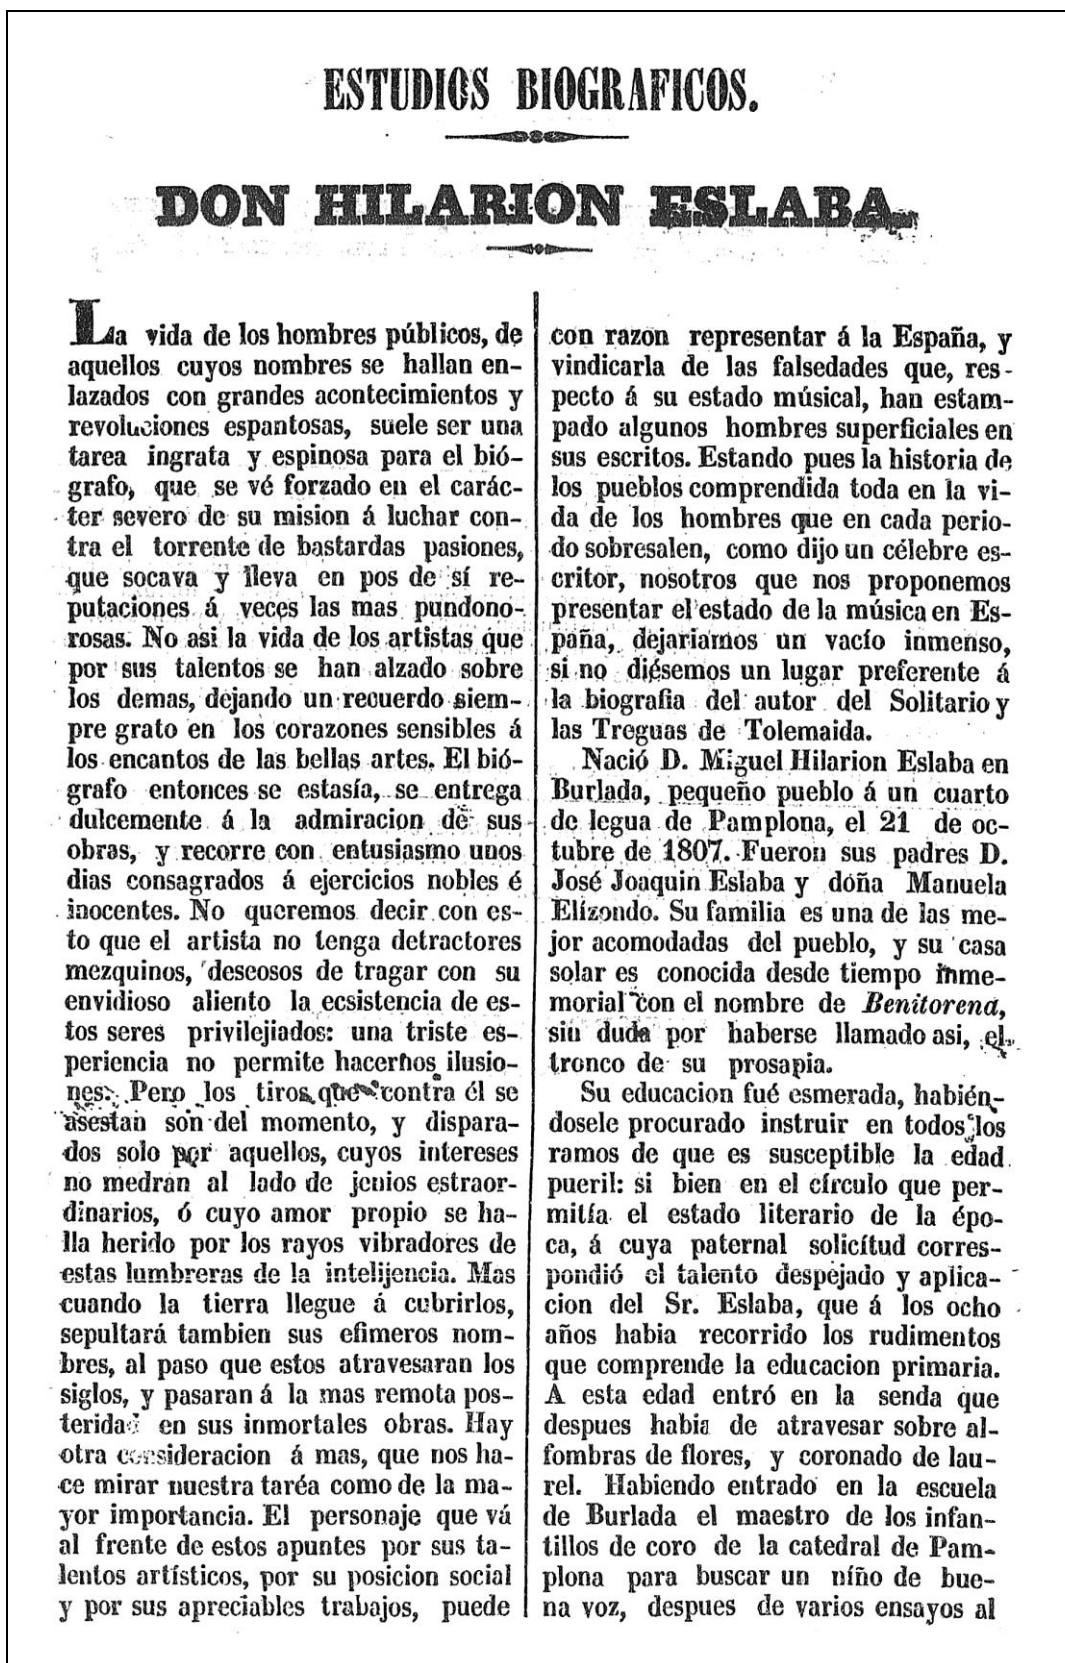 ESTUDIOS BIOGRAFICOS.
DON HILARION ESLABA.
La vida de los hombres públicos, de
aquellos cuyos nombres se hallan en-
lazados con grandes acontecimientos y
revoluciones espantosas, suele ser una
tarea ingrata y espinosa para el bió-
grafo, que se vé forzado en el carác-
ter severo de su mision á luchar con-
tra el torrente de bastardas pasiones,
que socava y lleva en pos de sí re-
putaciones á veces las mas pundono-
rosas. No asi la vida de los artistas que
por sus talentos se han alzado sobre
los demas, dejando un recuerdo siem-
pre grato en los corazones sensibles á
los encantos de las bellas artes. El bió-
grafo entonces se estasía, se entrega
dulcemente á la admiracion de sus
obras, y recorre con entusiasmo unos
dias consagrados á ejercicios nobles é
inocentes. No queremos decir con es-
to que el artista no tenga detractores
mezquinos, deseosos de tragar con su
envidioso aliento la ecsistencia de es-
tos seres privilejiados: una triste es-
periencia no permite hacernos ilusio-
nes. Pero los tiros que contra él se
asestan son del momento, y dispara-
dos solo por aquellos, cuyos intereses
no medran al lado de jenios estraor-
dinarios, ó cuyo amor propio se ha-
lla herido por los rayos vibradores de
estas lumbreras de la intelijencia. Mas
cuando la tierra llegue á cubrirlos,
sepultará tambien sus efimeros nom-
bres, al paso que estos atravesaran los
siglos, y pasaran á la mas remota pos-
teridad en sus inmortales obras. Hay
otra consideracion á mas, que nos ha-
ce mirar nuestra taréa como de la ma-
yor importancia. El personaje que vá
al frente de estos apuntes por sus ta-
lentos artísticos, por su posicion social
y por sus apreciables trabajos, puede
con razon representar á la España, y
vindicarla de las falsedades que, res-
pecto á su estado músical, han estam-
pado algunos hombres superficiales en
sus escritos. Estando pues la historia de
los pueblos comprendida toda en la vi-
da de los hombres que en cada perio-
do sobresalen, como dijo un célebre es-
critor, nosotros que nos proponemos
presentar el estado de la música en Es-
paña, dejariamos un vacío inmenso,
si no diésemos un lugar preferente á
la biografia del autor del Solitario y
las Treguas de Tolemaida.
Nació D. Miguel Hilarion Eslaba en
Burlada, pequeño pueblo á un cuarto
de legua de Pamplona, el 21 de oc-
tubre de 1807. Fueron sus padres D.
José Joaquin Eslaba y doña Manuela
Elizondo. Su familia es una de las me-
jor acomodadas del pueblo, y su casa
solar es conocida desde tiempo inme-
morial con el nombre de Benitorena,
sin duda por haberse llamado asi, el
tronco de su prosapia.
Su educacion fué esmerada, habién-
dosele procurado instruir en todos los
ramos de que es susceptible la edad
pueril: si bien en el círculo que per-
mitía el estado literario de la épo-
ca, á cuya paternal solicítud corres-
pondió el talento despejado y aplica-
cion del Sr. Eslaba, que á los ocho
años habia recorrido los rudimentos
que comprende la educacion primaria.
A esta edad entró en la senda que
despues habia de atravesar sobre al-
fombras de flores, y coronado de lau-
rel. Habiendo entrado en la escuela
de Burlada el maestro de los infan-
tillos de coro de la catedral de Pam-
plona para buscar un níño de bue-
na voz, despues de varios ensayos al